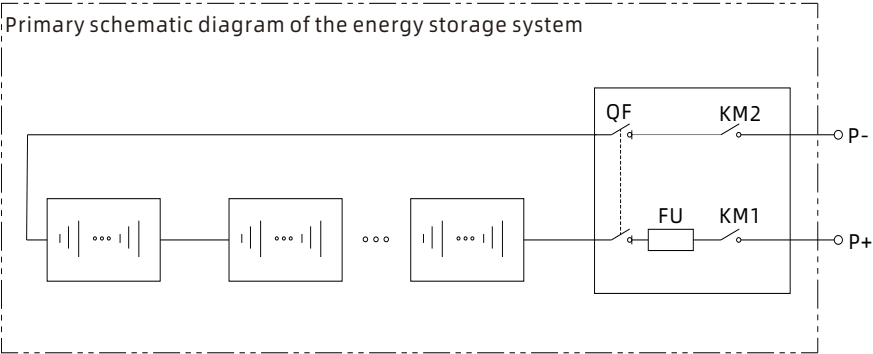 Primary schematic diagram of the energy storage system
QF
KM2
P-
FU
KM1
P+